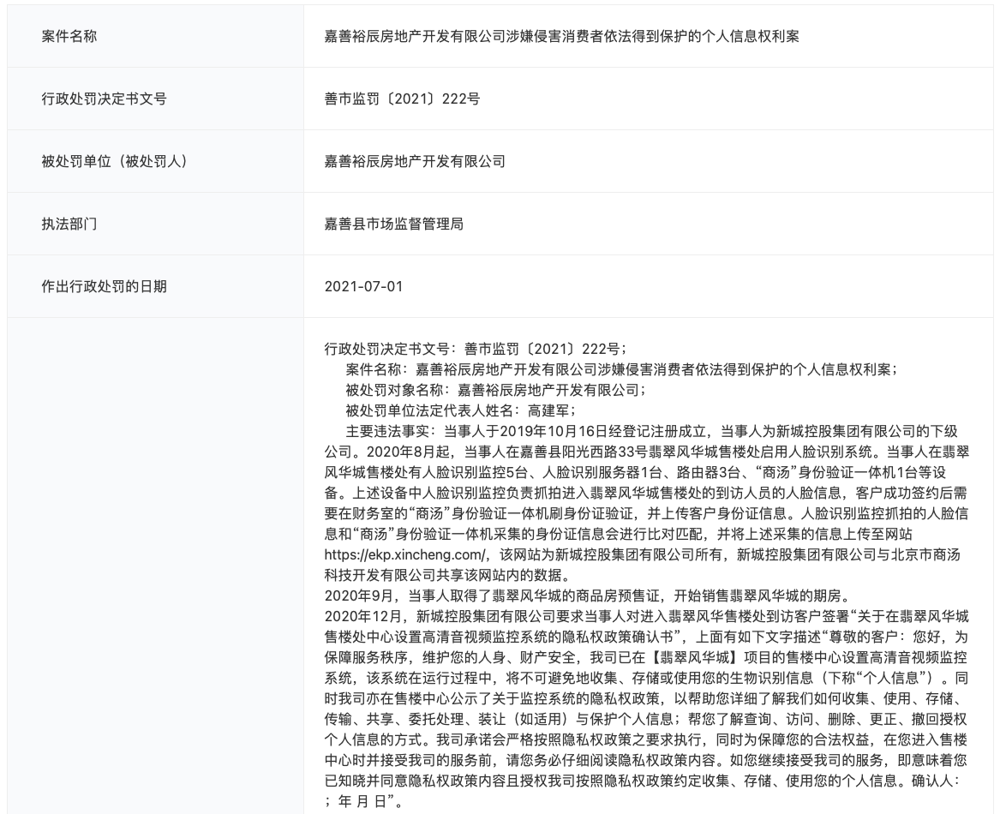 案件名称
嘉善裕辰房地产开发有限公司涉嫌侵害消费者依法得到保护的个人信息权利案
行政处罚决定书文号
善市监罚〔2021〕222号
被处罚单位（被处罚人）
嘉善裕辰房地产开发有限公司
执法部门
嘉善县市场监督管理局
作出行政处罚的日期
2021-07-01
行政处罚决定书文号：善市监罚〔2021〕222号；
案件名称：嘉善裕辰房地产开发有限公司涉嫌侵害消费者依法得到保护的个人信息权利案；
被处罚对象名称：嘉善裕辰房地产开发有限公司；
被处罚单位法定代表人姓名：高建军；
主要违法事实：当事人于2019年10月16日经登记注册成立，当事人为新城控股集团有限公司的下级
公司。2020年8月起，当事人在嘉善县阳光西路33号翡翠风华城售楼处启用人脸识别系统。当事人在翡翠
风华城售楼处有人脸识别监控5台、人脸识别服务器1台、路由器3台、“商汤”身份验证一体机1台等设
备。上述设备中人脸识别监控负责抓拍进入翡翠风华城售楼处的到访人员的人脸信息，客户成功签约后需
要在财务室的“商汤”身份验证一体机刷身份证验证，并上传客户身份证信息。人脸识别监控抓拍的人脸信
息和“商汤”身份验证一体机采集的身份证信息会进行比对匹配，并将上述采集的信息上传至网站
https://ekp.xincheng.com/，该网站为新城控股集团有限公司所有，新城控股集团有限公司与北京市商汤
科技开发有限公司共享该网站内的数据。
2020年9月，当事人取得了翡翠风华城的商品房预售证，开始销售翡翠风华城的期房。
2020年12月，新城控股集团有限公司要求当事人对进入翡翠风华售楼处到访客户签署“关于在翡翠风华城
售楼处中心设置高清音视频监控系统的隐私权政策确认书”，上面有如下文字描述“尊敬的客户：您好，为
保障服务秩序，维护您的人身、财产安全，我司已在【翡翠风华城】项目的售楼中心设置高清音视频监控
系统，该系统在运行过程中，将不可避免地收集、存储或使用您的生物识别信息（下称“个人信息”）。同
时我司亦在售楼中心公示了关于监控系统的隐私权政策，以帮助您详细了解我们如何收集、使用、存储、
传输、共享、委托处理、装让（如适用）与保护个人信息；帮您了解查询、访问、删除、更正、撤回授权
个人信息的方式。我司承诺会严格按照隐私权政策之要求执行，同时为保障您的合法权益，在您进入售楼
中心时并接受我司的服务前，请您务必仔细阅读隐私权政策内容。如您继续接受我司的服务，即意味着您
已知晓并同意隐私权政策内容且授权我司按照隐私权政策约定收集、存储、使用您的个人信息。确认人：
；年 月 日”。